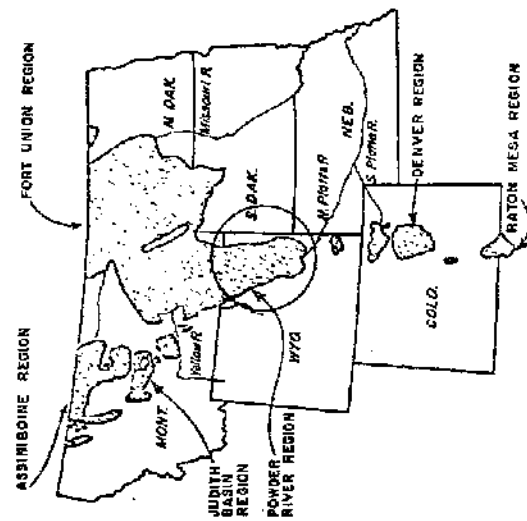 ASSINIBOINE REGION
FORT UNION REGION
N. DAK.
Missouri R.
MONT.
Yellow R.
S. DAK.
JUDITH
BASIN
REGION
POWDER
RIVER REGION
WYO.
N. Platte R.
NEB.
S. Platte R.
COLO.
DENVER REGION
RATON MESA REGION